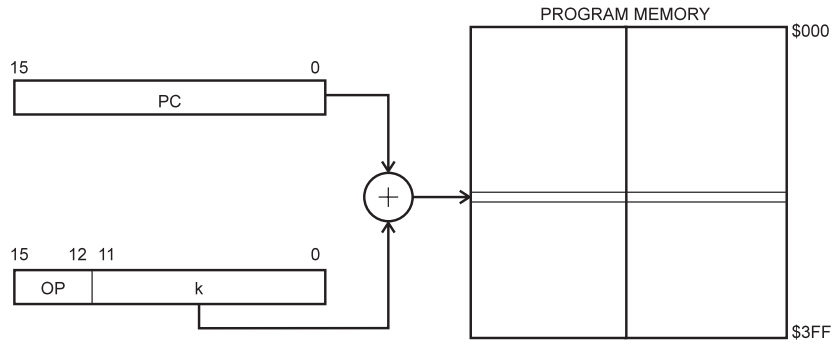 PROGRAM MEMORY
$000
15 0
PC
+
15 12 11 0
OP k
$3FF